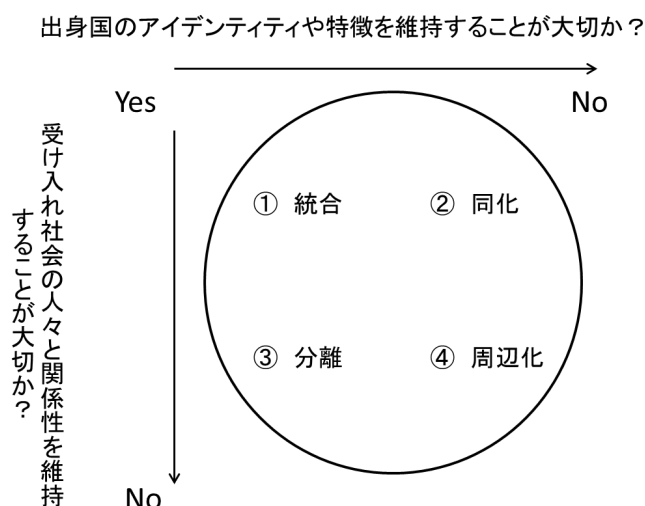 出身国のアイデンティティや特徴を維持することが大切か？
Yes
No
受け入れ社会の人々と関係性を維持
することが大切か？
① 統合
② 同化
③ 分離
④ 周辺化
No